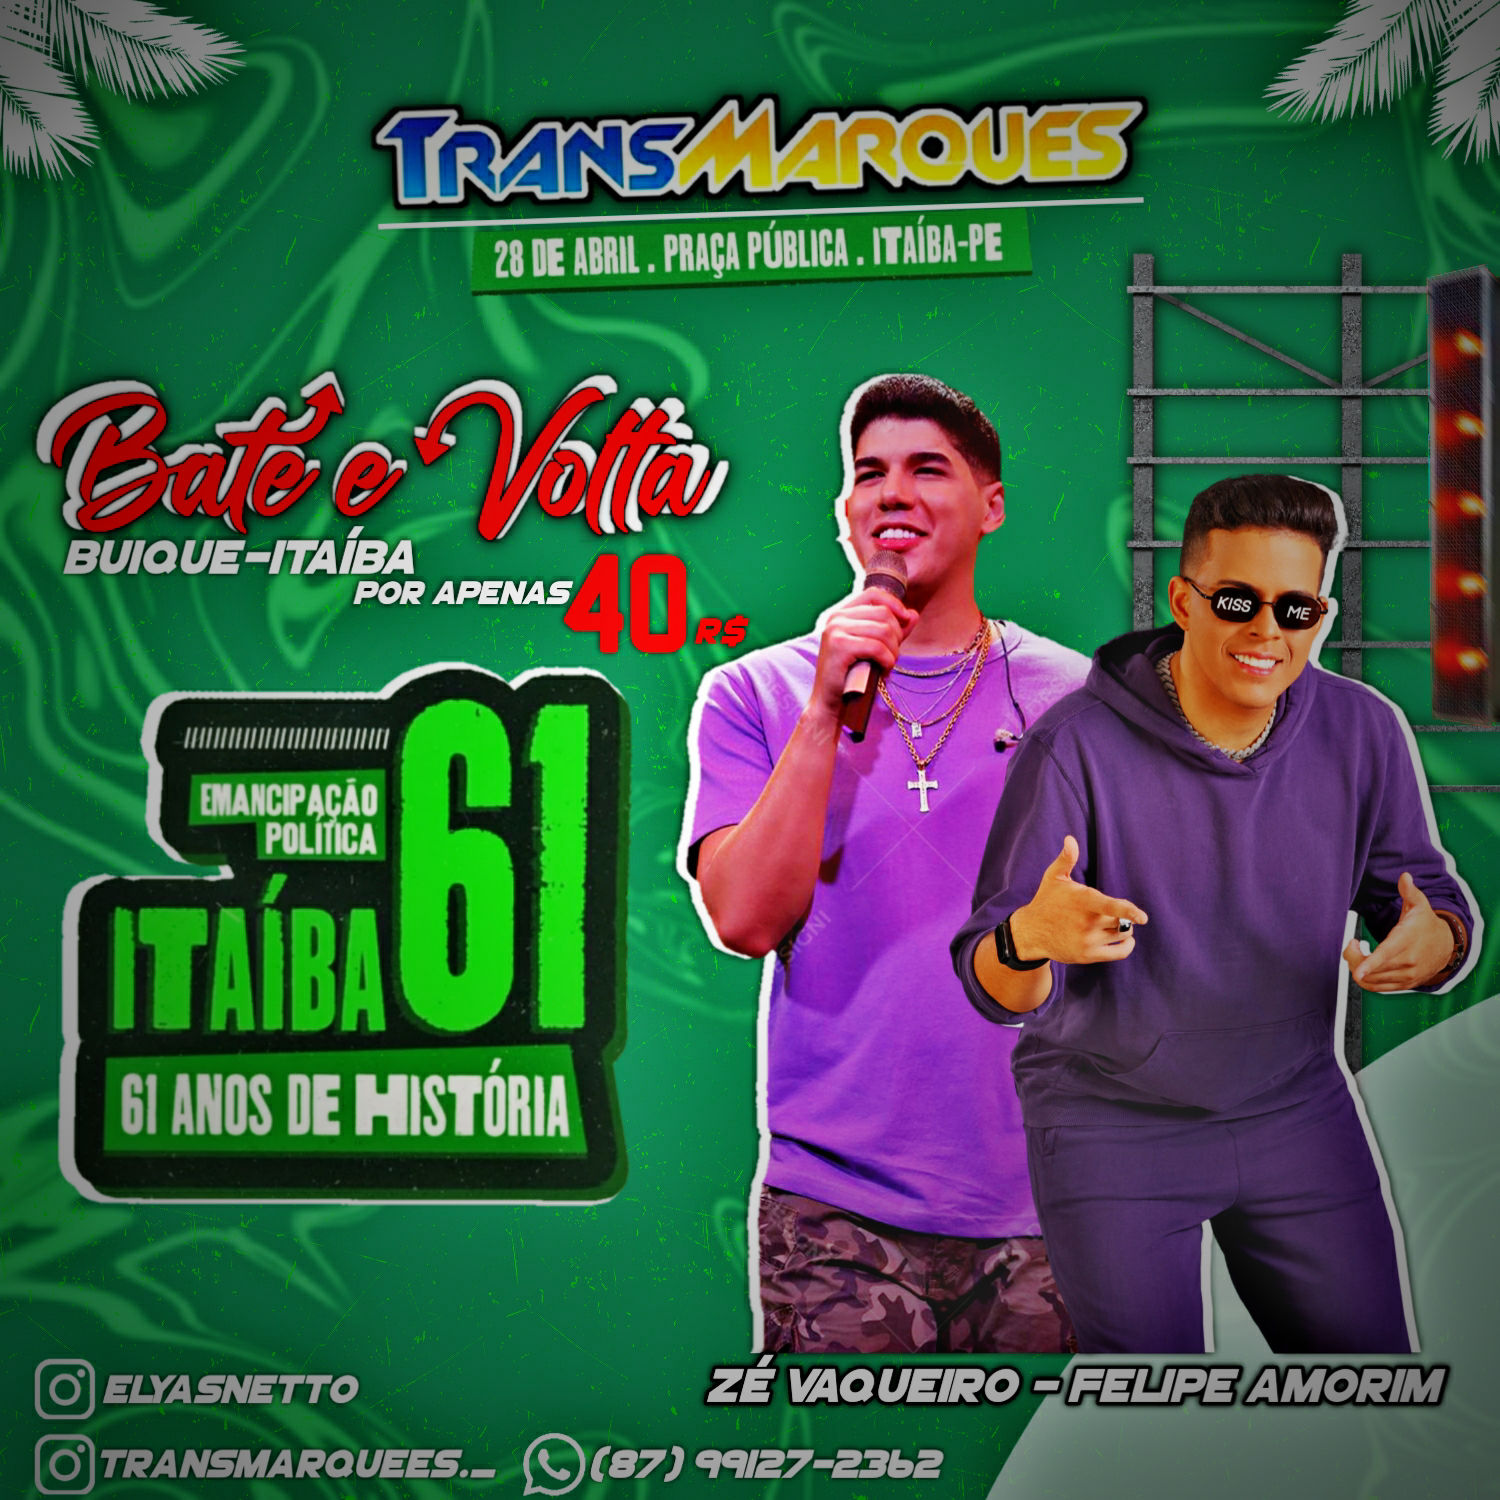 TRANSMARQUES
28 DE ABRIL . PRAÇA PÚBLICA . ITAÍBA-PE
Bate e Volta
BUIQUE-ITAÍBA
POR APENAS 40 R$
KISS ME
EMANCIPAÇÃO
POLÍTICA
61
ITAÍBA
61 ANOS DE HISTÓRIA
ZÉ VAQUEIRO - FELIPE AMORIM
ELYASNETTO
TRANSMARQUEES._ (87) 99127-2362